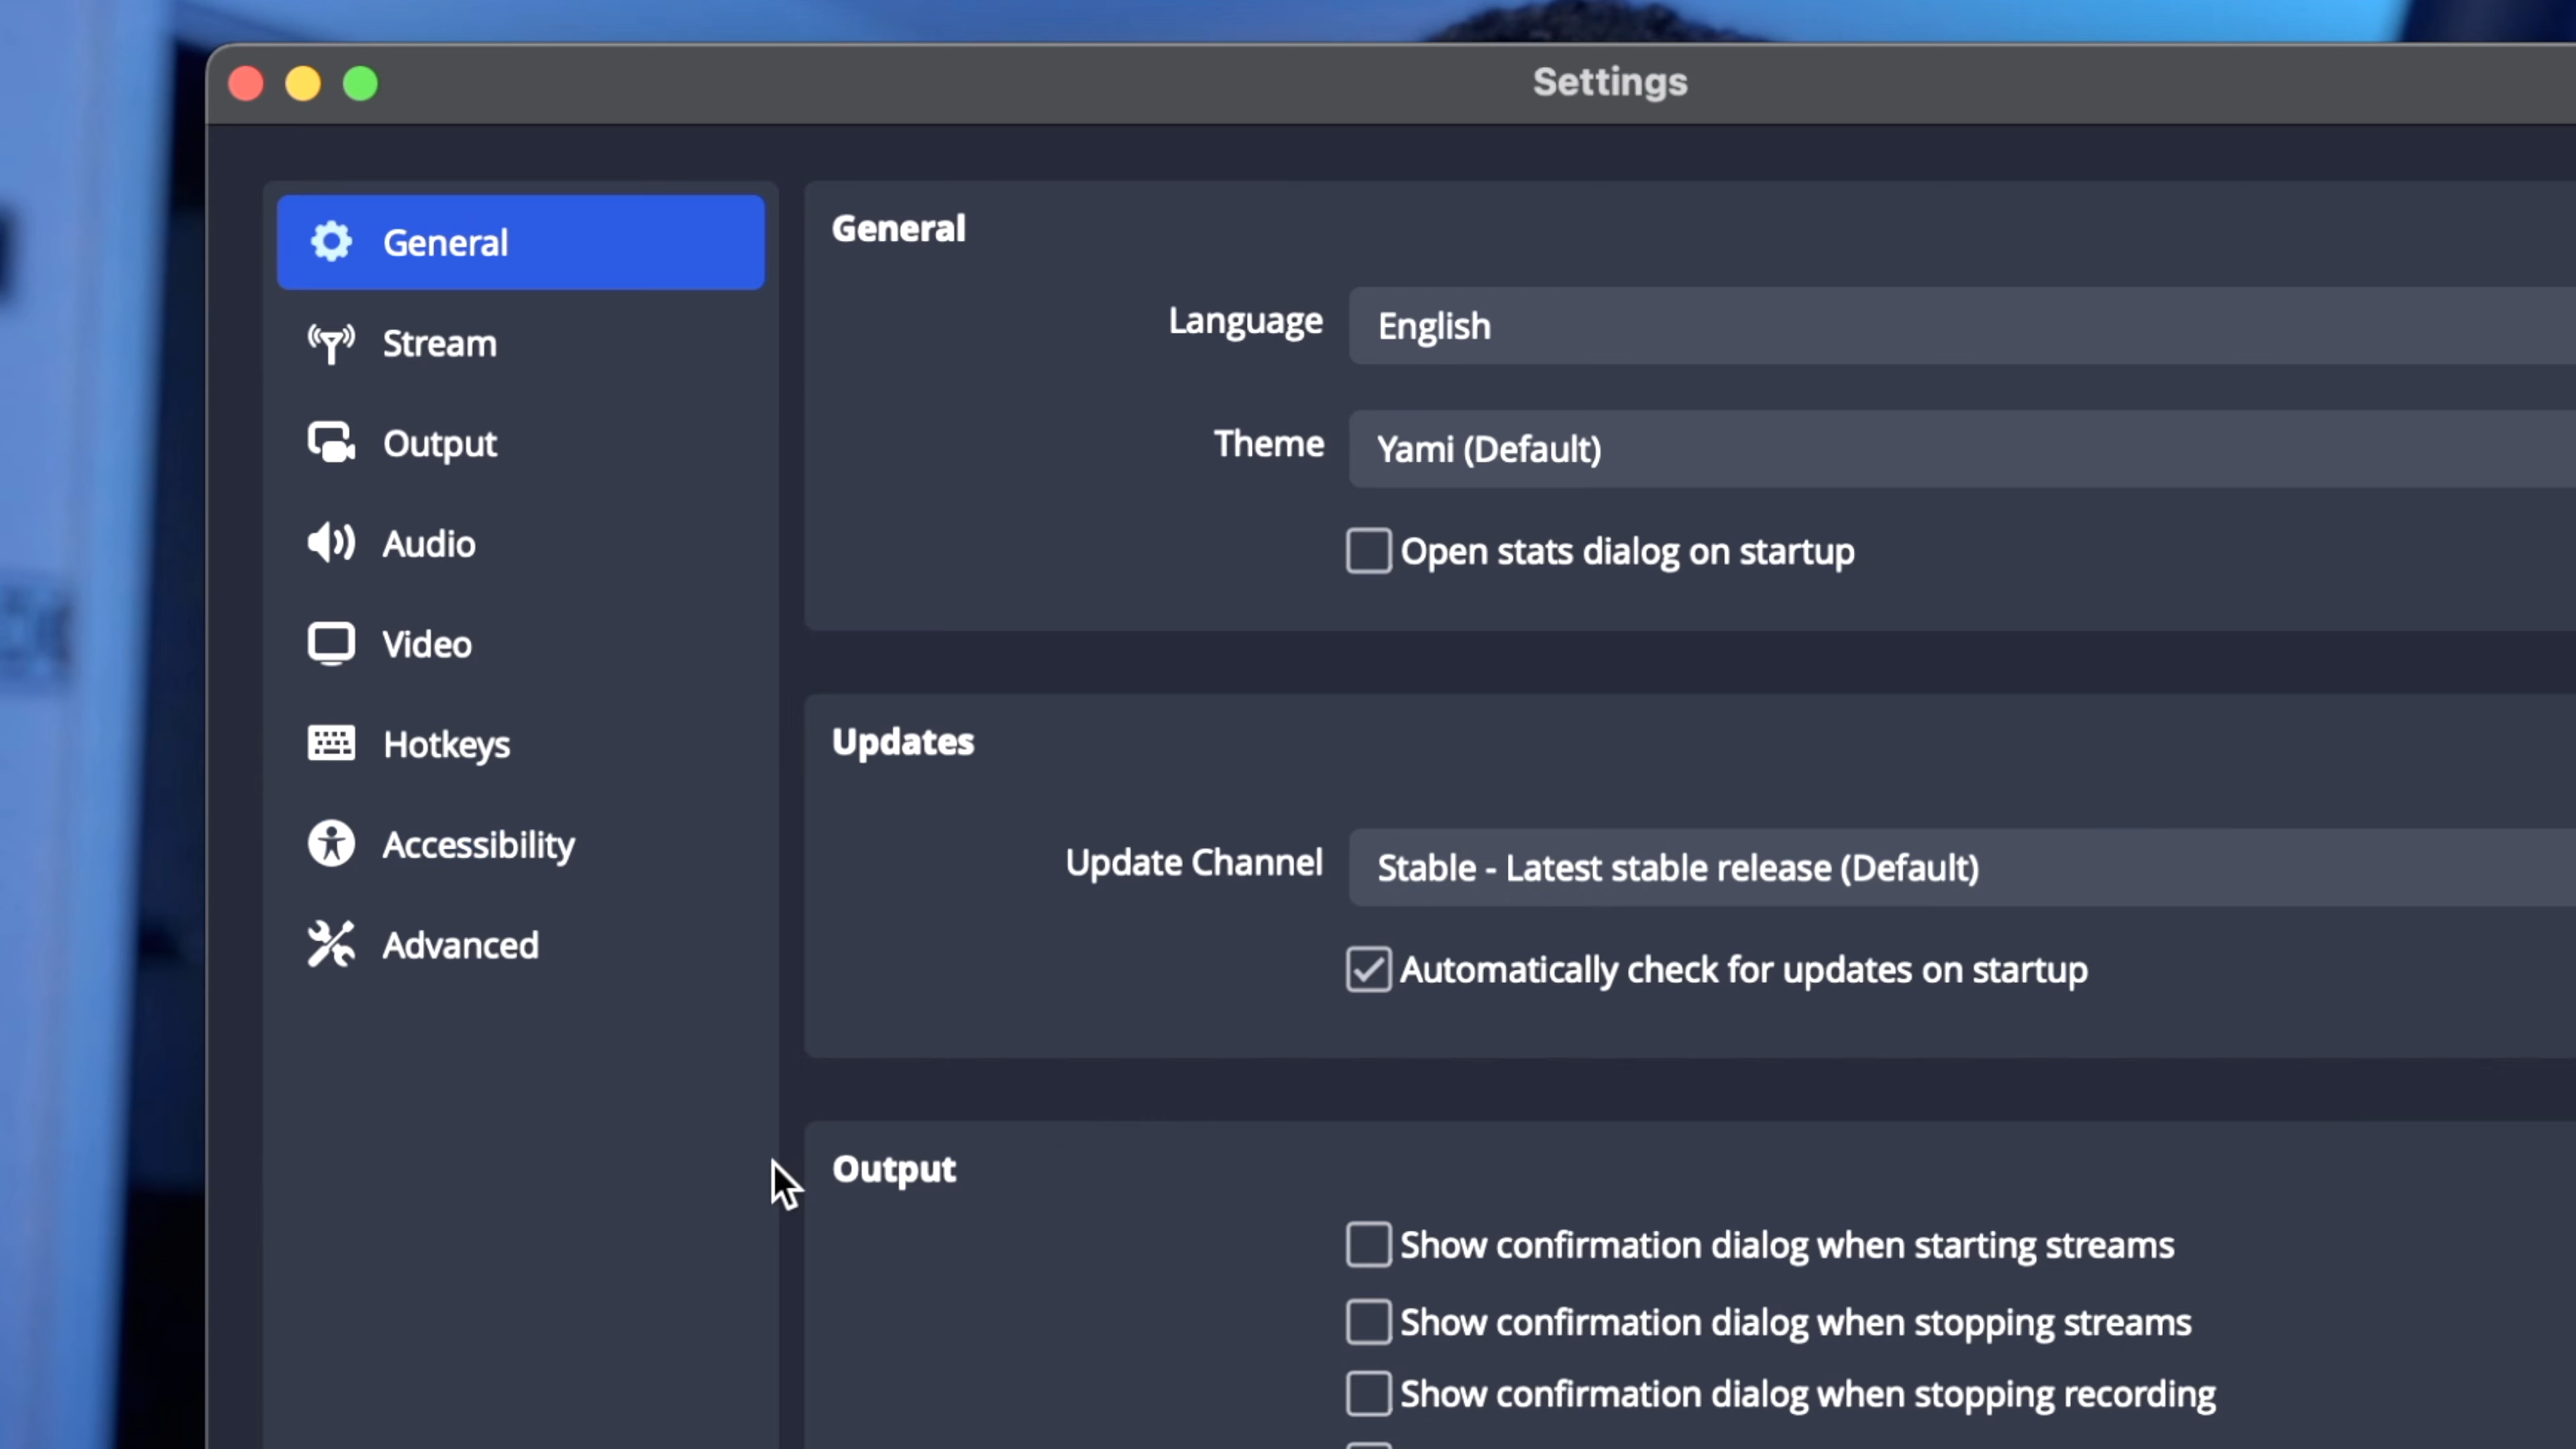 Settings
General
Stream
Output
Audio
Video
Hotkeys
Accessibility
Advanced
General
Language English
Theme Yami (Default)
Open stats dialog on startup
Updates
Update Channel Stable - Latest stable release (Default)
Automatically check for updates on startup
Output
Show confirmation dialog when starting streams
Show confirmation dialog when stopping streams
Show confirmation dialog when stopping recording